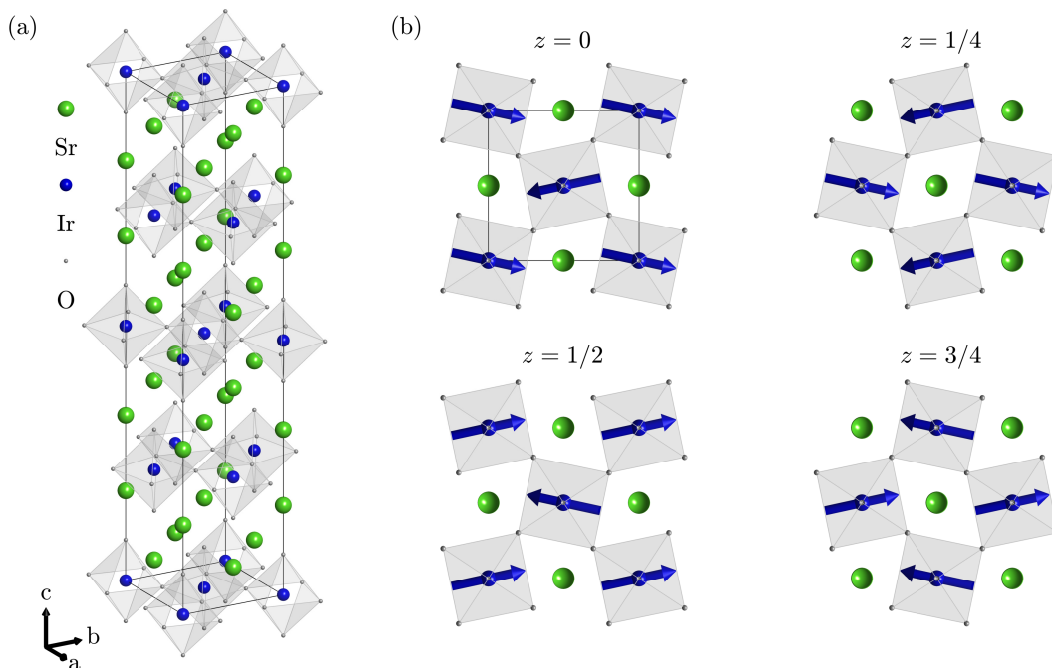 (a)
Sr
Ir
O
c
b
a
(b)
z = 0
z = 1/4
z = 1/2
z = 3/4